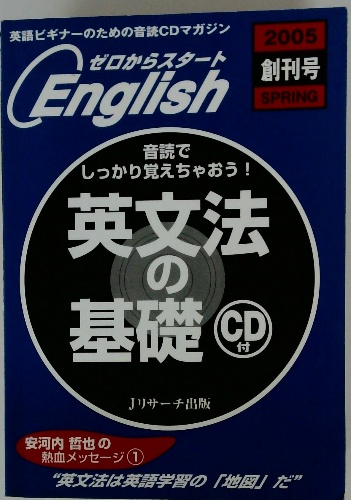 英語ビギナーのための音読CDマガジン
ゼロからスタート
English
2005
創刊号
SPRING
音読で
しっかり覚えちゃおう！
英文法
の
基礎
CD
付
Jリサーチ出版
安河内 哲也の
熱血メッセージ①
“英文法は英語学習の「地図」だ”